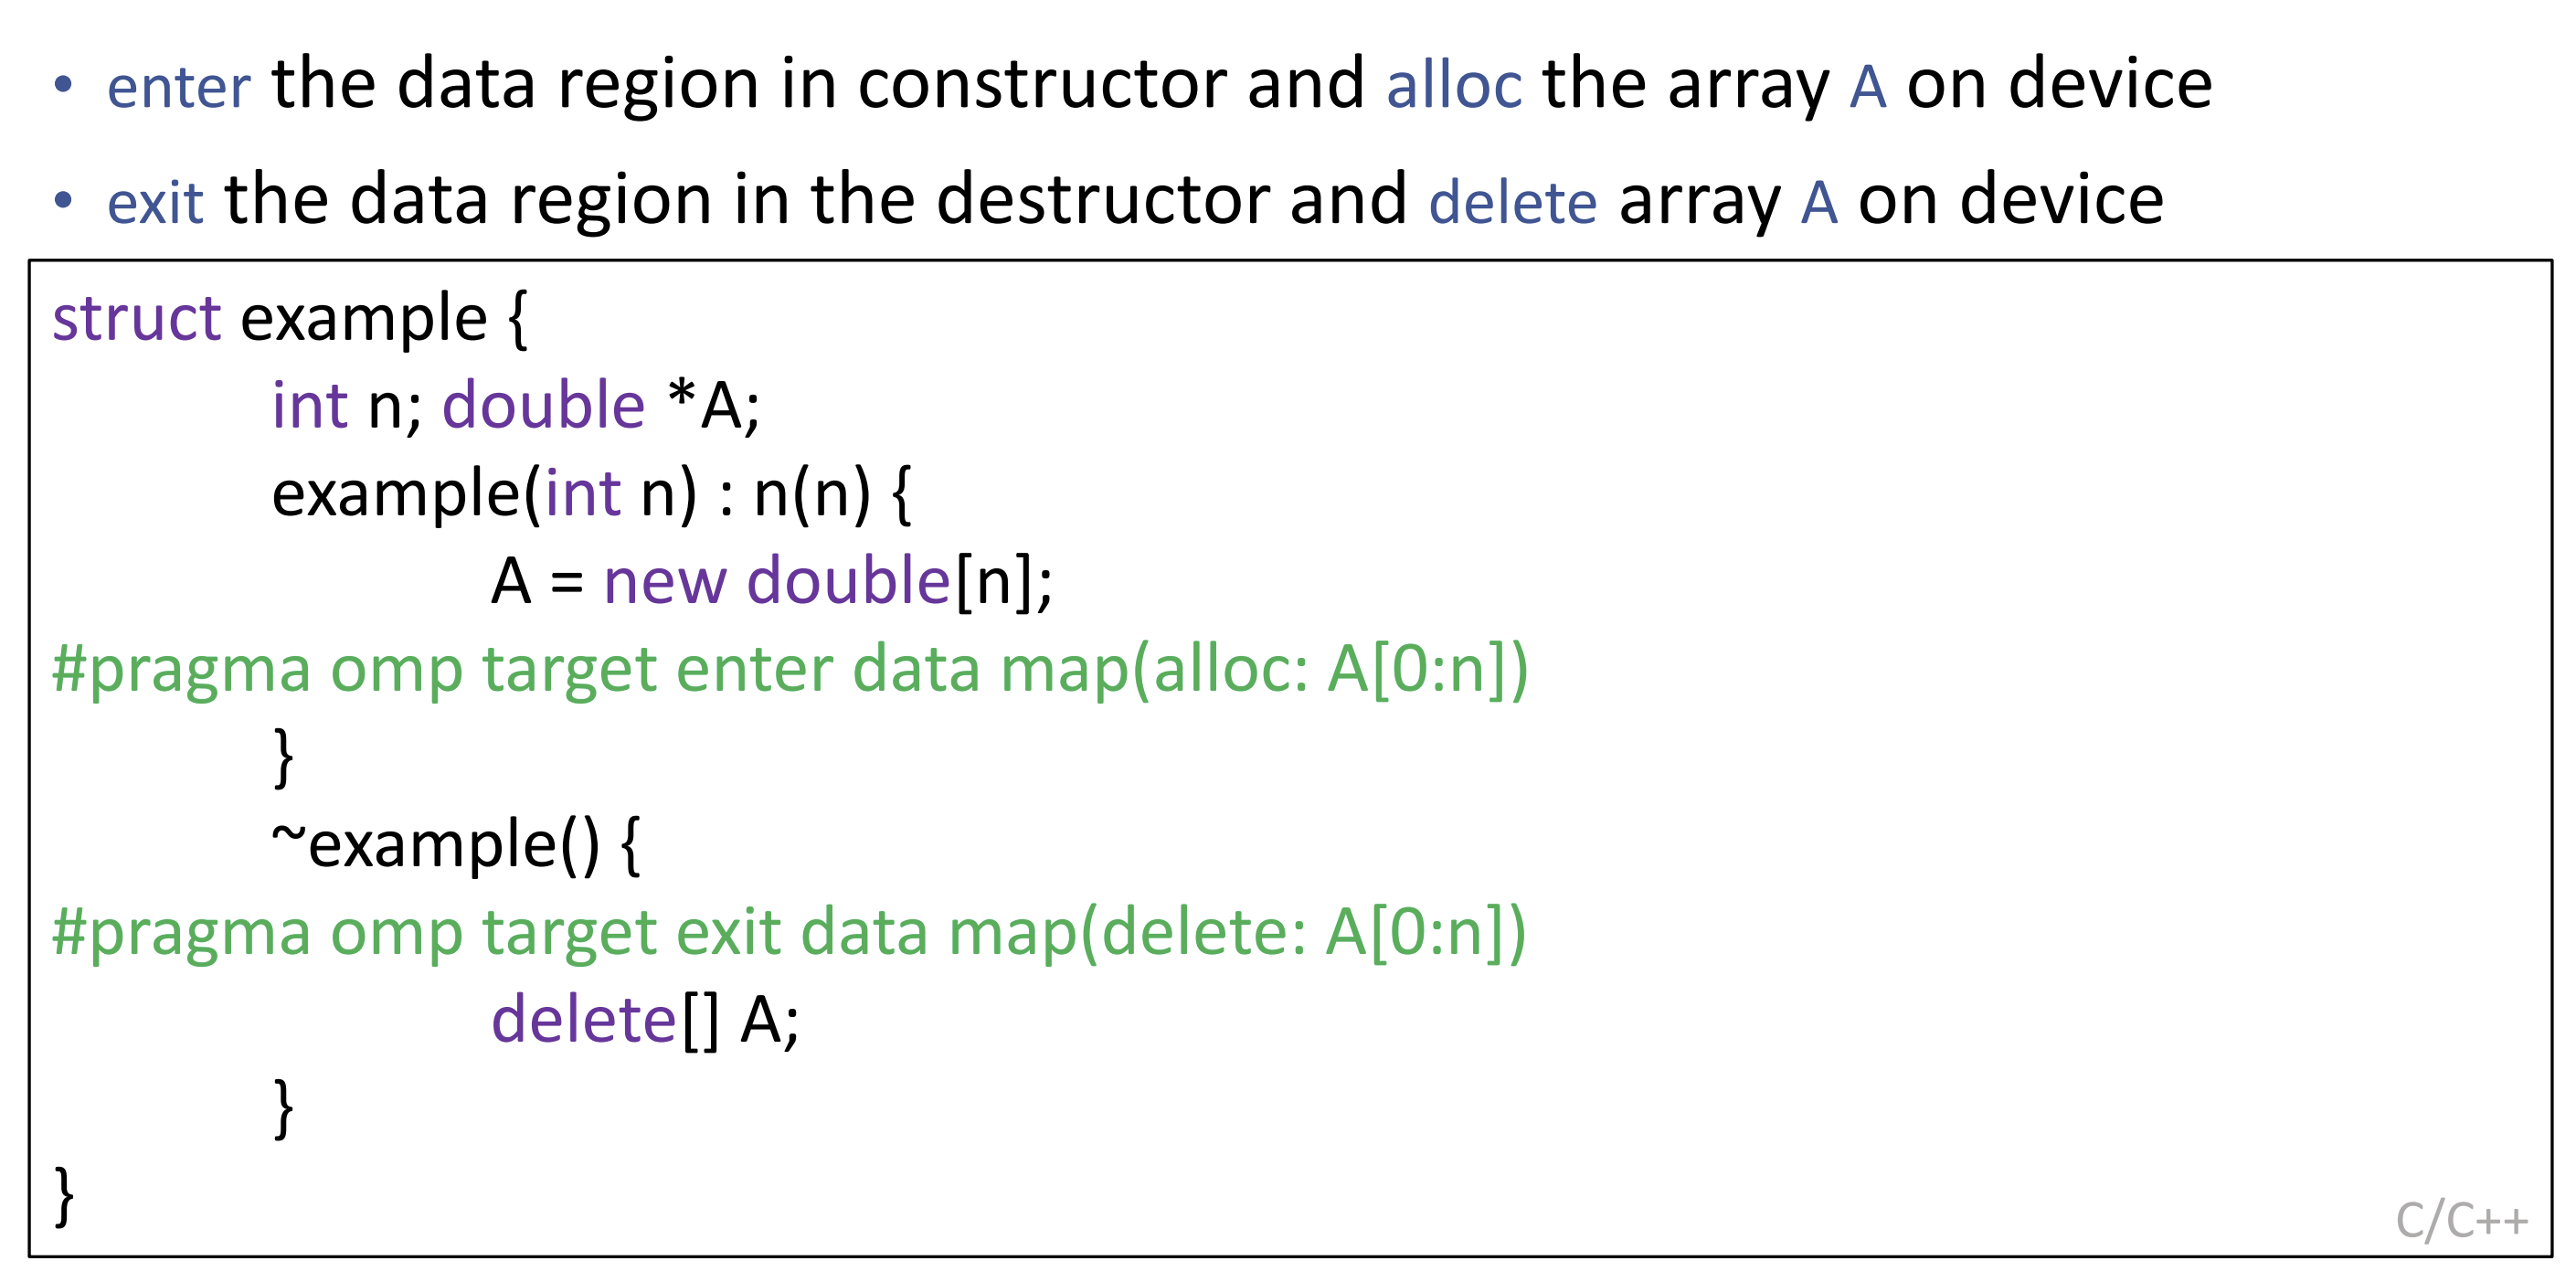 • enter the data region in constructor and alloc the array A on device
• exit the data region in the destructor and delete array A on device
struct example {
int n; double *A;
example(int n) : n(n) {
A = new double[n];
#pragma omp target enter data map(alloc: A[0:n])
}
~example() {
#pragma omp target exit data map(delete: A[0:n])
delete[] A;
}
}
C/C++